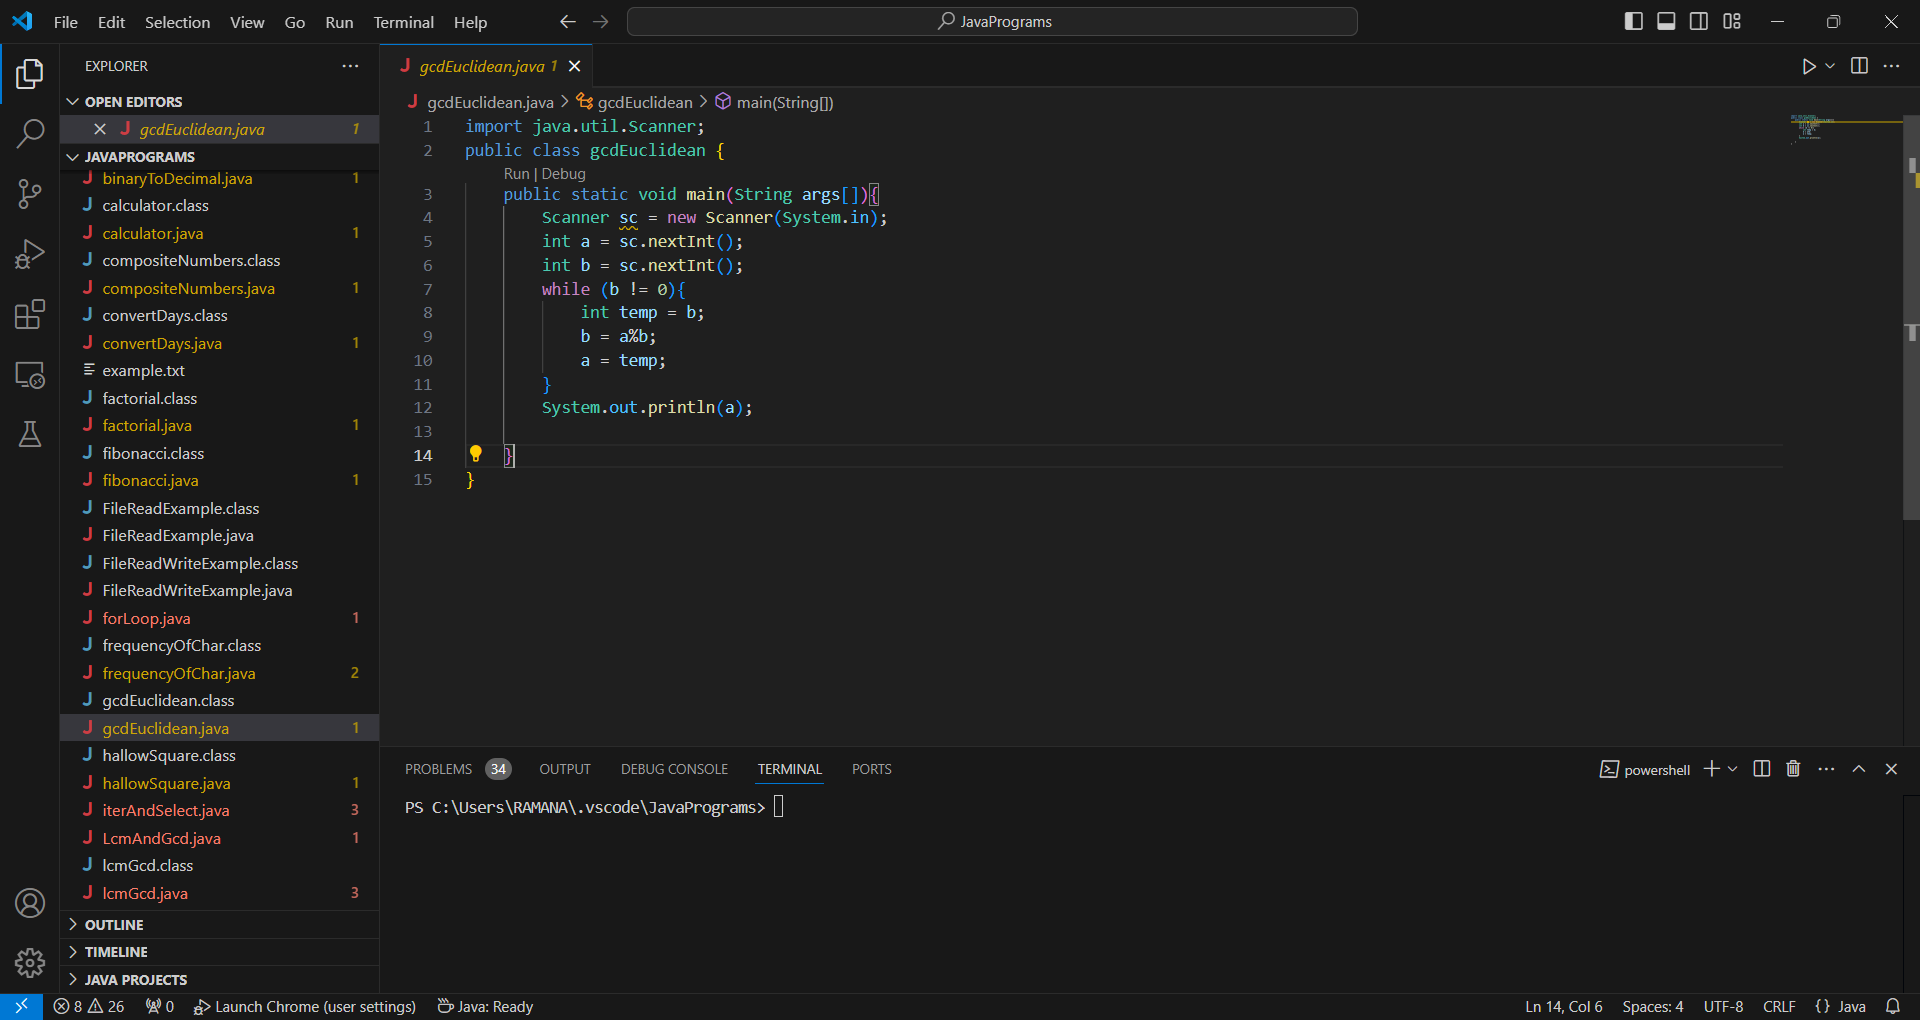 File Edit Selection View Go Run Terminal Help
JavaPrograms
EXPLORER
OPEN EDITORS
gcdEuclidean.java 1
JAVAPROGRAMS
binaryToDecimal.java 1
calculator.class
calculator.java 1
compositeNumbers.class
compositeNumbers.java 1
convertDays.class
convertDays.java 1
example.txt
factorial.class
factorial.java 1
fibonacci.class
fibonacci.java 1
FileReadExample.class
FileReadExample.java
FileReadWriteExample.class
FileReadWriteExample.java
forLoop.java 1
frequencyOfChar.class
frequencyOfChar.java 2
gcdEuclidean.class
gcdEuclidean.java 1
hallowSquare.class
hallowSquare.java 1
iterAndSelect.java 3
LcmAndGcd.java 1
lcmGcd.class
lcmGcd.java 3
OUTLINE
TIMELINE
JAVA PROJECTS
gcdEuclidean.java 1
gcdEuclidean.java > gcdEuclidean > main(String[])
1 import java.util.Scanner;
2 public class gcdEuclidean {
Run | Debug
3 public static void main(String args[]){
4 Scanner sc = new Scanner(System.in);
5 int a = sc.nextInt();
6 int b = sc.nextInt();
7 while (b != 0){
8 int temp = b;
9 b = a%b;
10 a = temp;
11 }
12 System.out.println(a);
13
14 }
15 }
PROBLEMS 34 OUTPUT DEBUG CONSOLE TERMINAL PORTS
powershell
PS C:\Users\RAMANA\.vscode\JavaPrograms>
8 26 0 Launch Chrome (user settings) Java: Ready
Ln 14, Col 6 Spaces: 4 UTF-8 CRLF {} Java